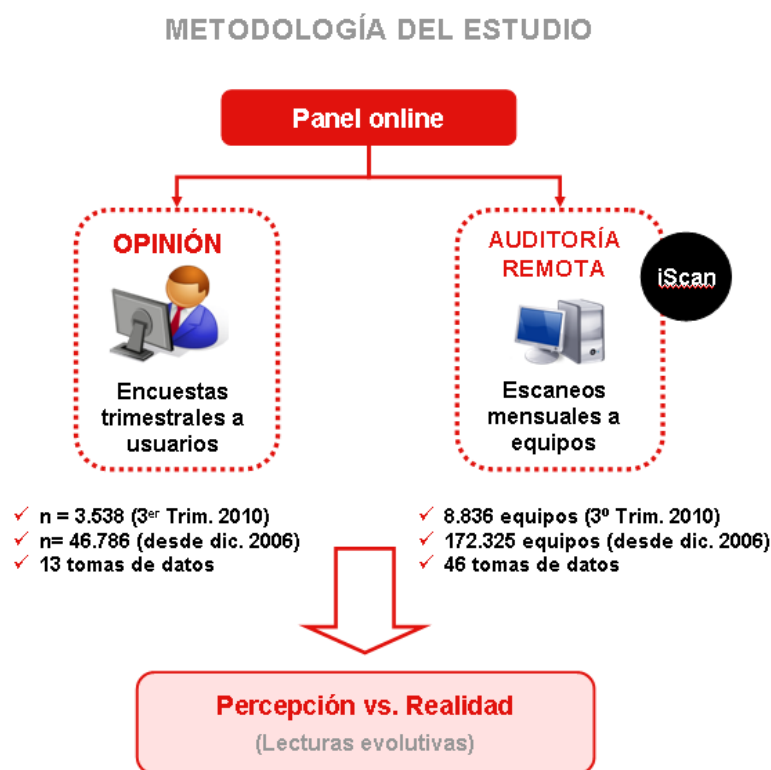 METODOLOGÍA DEL ESTUDIO
Panel online
OPINIÓN
Encuestas
trimestrales a
usuarios
AUDITORÍA
REMOTA
iScan
Escaneos
mensuales a
equipos
✓ n = 3.538 (3er Trim. 2010)
✓ n= 46.786 (desde dic. 2006)
✓ 13 tomas de datos
✓ 8.836 equipos (3º Trim. 2010)
✓ 172.325 equipos (desde dic. 2006)
✓ 46 tomas de datos
Percepción vs. Realidad
(Lecturas evolutivas)